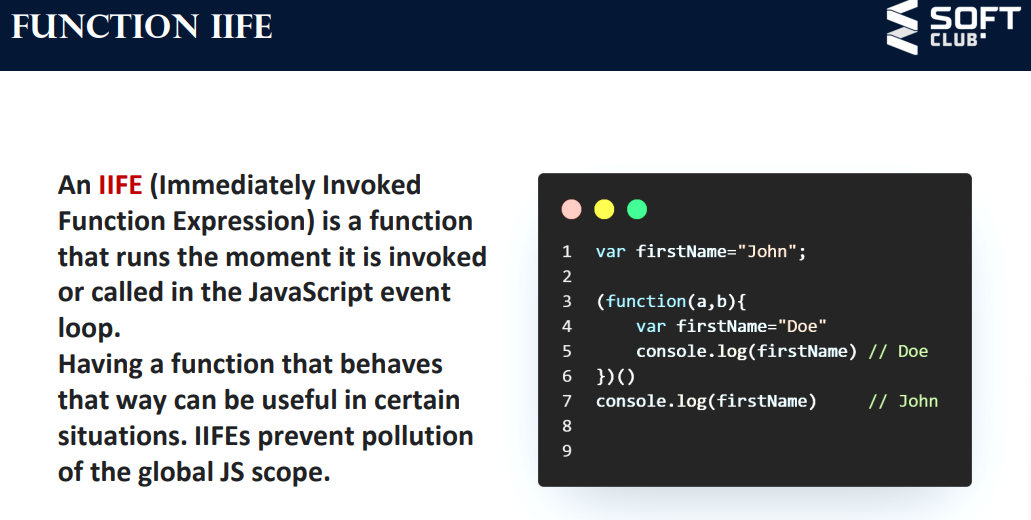 FUNCTION IIFE
SOFT
CLUB
An IIFE (Immediately Invoked
Function Expression) is a function
that runs the moment it is invoked
or called in the JavaScript event
loop.
Having a function that behaves
that way can be useful in certain
situations. IIFEs prevent pollution
of the global JS scope.
1 var firstName="John";
2
3 (function(a,b){
4     var firstName="Doe"
5     console.log(firstName) // Doe
6 })()
7 console.log(firstName)     // John
8
9